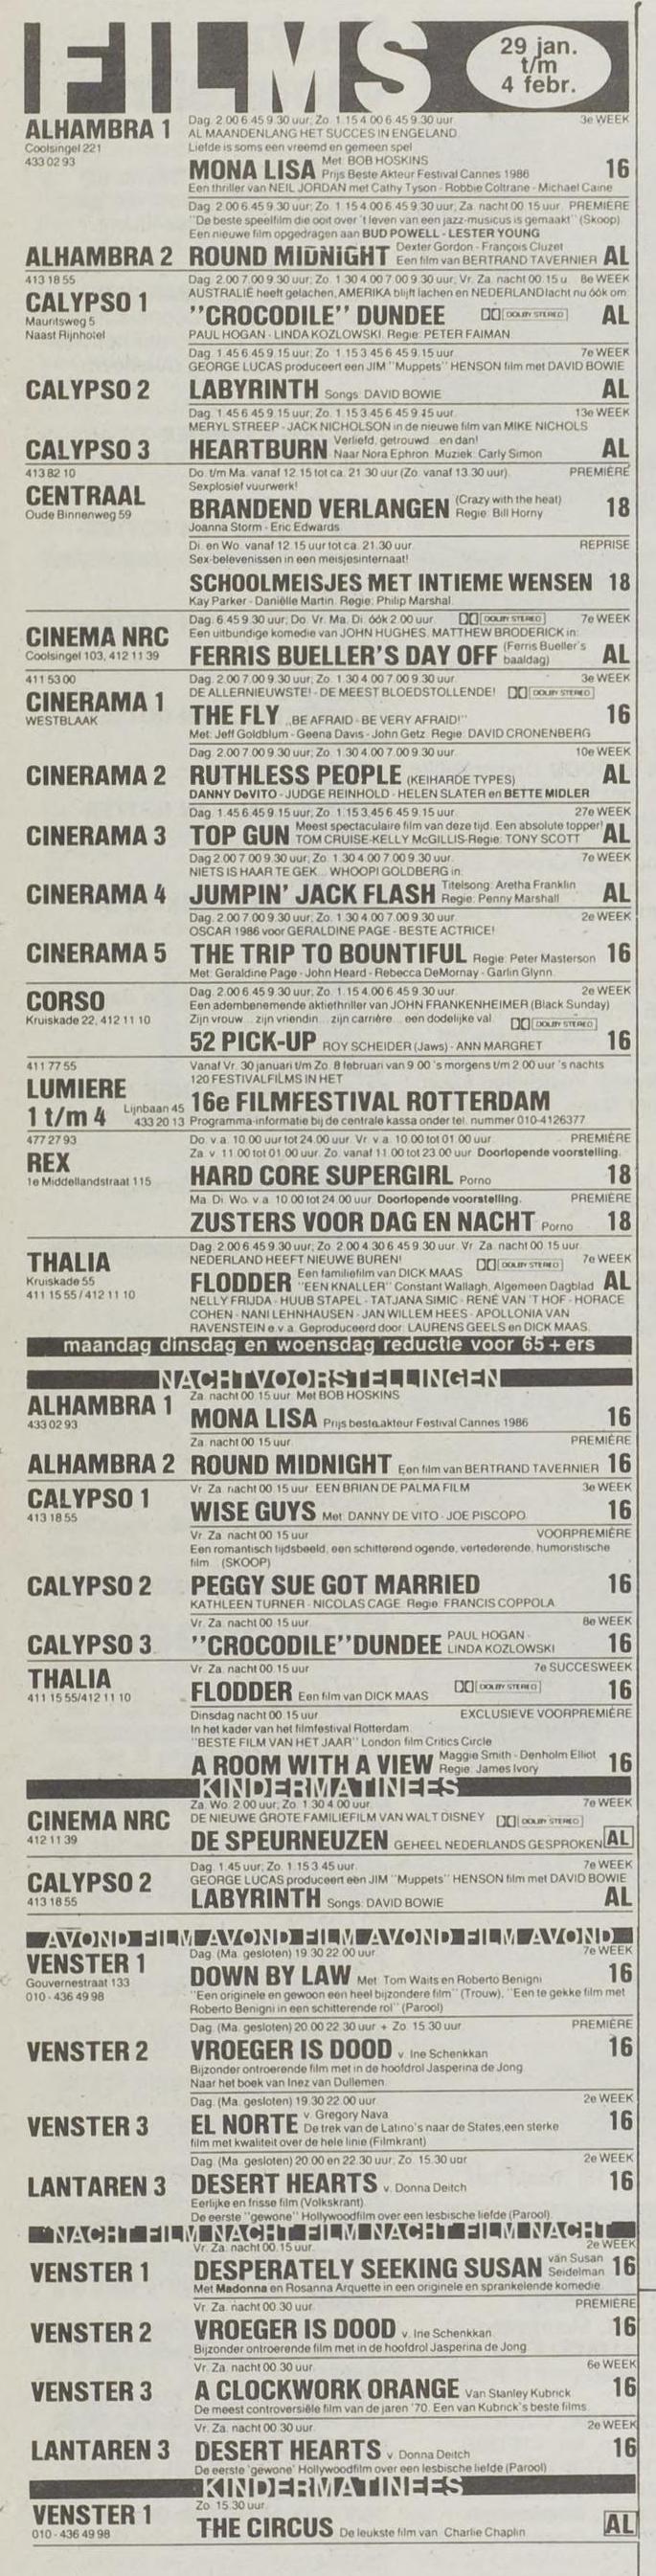 FILMS
29 jan.
t/m
4 febr.
Dag. 2.00 6.45 9.30 uur; Zo. 1.15 4.00 6.45 9.30 uur 3e WEEK
ALHAMBRA 1 AL MAANDENLANG HET SUCCES IN ENGELAND
Coolsingel 221 Liefde is soms een vreemd en gemeen spel
433 02 93 MONA LISA Met: BOB HOSKINS Prijs Beste Akteur Festival Cannes 1986 16
Een thriller van NEIL JORDAN met Cathy Tyson - Robbie Coltrane - Michael Caine
Dag. 2.00 6.45 9.30 uur; Zo. 1.15 4.00 6.45 9.30 uur; Za. nacht 00.15 uur PREMIÈRE
"De beste speelfilm die ooit over 't leven van een jazz-musicus is gemaakt" (Skoop)
Een nieuwe film opgedragen aan BUD POWELL - LESTER YOUNG
ALHAMBRA 2 ROUND MIDNIGHT Dexter Gordon - François Cluzet Een film van BERTRAND TAVERNIER AL
413 18 55 Dag. 2.00 7.00 9.30 uur; Zo. 1.30 4.00 7.00 9.30 uur; Vr. Za. nacht 00.15 u. 8e WEEK
CALYPSO 1 AUSTRALIË heeft gelachen, AMERIKA blijft lachen en NEDERLAND lacht nu óók om:
Mauritsweg 5 "CROCODILE" DUNDEE DOLBY STEREO AL
Naast Rijnhotel PAUL HOGAN - LINDA KOZLOWSKI. Regie: PETER FAIMAN
Dag. 1.45 6.45 9.15 uur; Zo. 1.15 3.45 6.45 9.15 uur 7e WEEK
GEORGE LUCAS produceert een JIM "Muppets" HENSON film met DAVID BOWIE
CALYPSO 2 LABYRINTH Songs: DAVID BOWIE AL
Dag. 1.45 6.45 9.15 uur; Zo. 1.15 3.45 6.45 9.15 uur 13e WEEK
MERYL STREEP - JACK NICHOLSON in de nieuwe film van MIKE NICHOLS
CALYPSO 3 HEARTBURN Verliefd, getrouwd...en dan! Naar Nora Ephron. Muziek: Carly Simon AL
413 82 10 Do. t/m Ma. vanaf 12.15 tot ca. 21.30 uur (Zo. vanaf 13.30 uur) PREMIÈRE
CENTRAAL Sexplosief vuurwerk!
Oude Binnenweg 59 BRANDEND VERLANGEN (Crazy with the heat) Regie: Bill Horny 18
Joanna Storm - Eric Edwards
Di. en Wo. vanaf 12.15 uur tot ca. 21.30 uur REPRISE
Sex-belevenissen in een meisjesinternaat!
SCHOOLMEISJES MET INTIEME WENSEN 18
Kay Parker - Daniëlle Martin. Regie: Philip Marshal
Dag. 6.45 9.30 uur; Do. Vr. Ma. Di. óók 2.00 uur DOLBY STEREO 7e WEEK
CINEMA NRC Een uitbundige komedie van JOHN HUGHES. MATTHEW BRODERICK in:
Coolsingel 103, 412 11 39 FERRIS BUELLER'S DAY OFF (Ferris Bueller's baaldag) AL
411 53 00 Dag. 2.00 7.00 9.30 uur; Zo. 1.30 4.00 7.00 9.30 uur 3e WEEK
CINERAMA 1 DE ALLERNIEUWSTE! - DE MEEST BLOEDSTOLLENDE! DOLBY STEREO
WESTBLAAK THE FLY "BE AFRAID - BE VERY AFRAID!" 16
Met: Jeff Goldblum - Geena Davis - John Getz. Regie: DAVID CRONENBERG
Dag. 2.00 7.00 9.30 uur; Zo. 1.30 4.00 7.00 9.30 uur 10e WEEK
CINERAMA 2 RUTHLESS PEOPLE (KEIHARDE TYPES) AL
DANNY DeVITO - JUDGE REINHOLD - HELEN SLATER en BETTE MIDLER
Dag. 1.45 6.45 9.15 uur; Zo. 1.15 3.45 6.45 9.15 uur 27e WEEK
CINERAMA 3 TOP GUN Meest spectaculaire film van deze tijd. Een absolute topper! TOM CRUISE-KELLY McGILLIS-Regie: TONY SCOTT AL
Dag 2.00 7.00 9.30 uur; Zo. 1.30 4.00 7.00 9.30 uur 7e WEEK
NIETS IS HAAR TE GEK... WHOOPI GOLDBERG in:
CINERAMA 4 JUMPIN' JACK FLASH Titelsong: Aretha Franklin Regie: Penny Marshall AL
Dag. 2.00 7.00 9.30 uur; Zo. 1.30 4.00 7.00 9.30 uur 2e WEEK
OSCAR 1986 voor GERALDINE PAGE - BESTE ACTRICE!
CINERAMA 5 THE TRIP TO BOUNTIFUL Regie: Peter Masterson 16
Met: Geraldine Page - John Heard - Rebecca DeMornay - Garlin Glynn
Dag. 2.00 6.45 9.30 uur; Zo. 1.15 4.00 6.45 9.30 uur 2e WEEK
CORSO Een adembenemende aktiethriller van JOHN FRANKENHEIMER (Black Sunday)
Kruiskade 22, 412 11 10 Zijn vrouw... zijn vriendin... zijn carrière... een dodelijke val. DOLBY STEREO
52 PICK-UP ROY SCHEIDER (Jaws) - ANN MARGRET 16
411 77 55 Vanaf Vr. 30 januari t/m Zo. 8 februari van 9.00 's morgens t/m 2.00 uur 's nachts
LUMIERE 120 FESTIVALFILMS IN HET
1 t/m 4 Lijnbaan 45 433 20 13 16e FILMFESTIVAL ROTTERDAM
Programma-informatie bij de centrale kassa onder tel. nummer 010-4126377
477 27 93 Do. v.a. 10.00 uur tot 24.00 uur. Vr. v.a. 10.00 tot 01.00 uur PREMIÈRE
REX Za. v. 11.00 tot 01.00 uur. Zo. vanaf 11.00 tot 23.00 uur. Doorlopende voorstelling.
1e Middellandstraat 115 HARD CORE SUPERGIRL Porno 18
Ma. Di. Wo. v.a. 10.00 tot 24.00 uur. Doorlopende voorstelling. PREMIÈRE
ZUSTERS VOOR DAG EN NACHT Porno 18
Dag. 2.00 6.45 9.30 uur; Zo. 2.00 4.30 6.45 9.30 uur. Vr. Za. nacht 00.15 uur
THALIA NEDERLAND HEEFT NIEUWE BUREN! DOLBY STEREO 7e WEEK
Kruiskade 55 FLODDER Een familiefilm van DICK MAAS "EEN KNALLER" Constant Wallagh, Algemeen Dagblad AL
411 15 55 / 412 11 10 NELLY FRIJDA - HUUB STAPEL - TATJANA SIMIC - RENÉ VAN 'T HOF - HORACE
COHEN - NANI LEHNHAUSEN - JAN WILLEM HEES - APOLLONIA VAN
RAVENSTEIN e.v.a. Geproduceerd door: LAURENS GEELS en DICK MAAS
maandag dinsdag en woensdag reductie voor 65+ers
NACHTVOORSTELLINGEN
Za. nacht 00.15 uur. Met BOB HOSKINS
ALHAMBRA 1 MONA LISA Prijs beste akteur Festival Cannes 1986 16
433 02 93
Za. nacht 00.15 uur PREMIÈRE
ALHAMBRA 2 ROUND MIDNIGHT Een film van BERTRAND TAVERNIER 16
Vr. Za. nacht 00.15 uur. EEN BRIAN DE PALMA FILM 3e WEEK
CALYPSO 1 WISE GUYS Met: DANNY DE VITO - JOE PISCOPO 16
413 18 55
Vr. Za. nacht 00.15 uur VOORPREMIÈRE
Een romantisch tijdsbeeld, een schitterend ogende, vertederende, humoristische
film... (SKOOP)
CALYPSO 2 PEGGY SUE GOT MARRIED 16
KATHLEEN TURNER - NICOLAS CAGE. Regie: FRANCIS COPPOLA
Vr. Za. nacht 00.15 uur 8e WEEK
CALYPSO 3 "CROCODILE" DUNDEE PAUL HOGAN - LINDA KOZLOWSKI 16
Vr. Za. nacht 00.15 uur 7e SUCCESWEEK
THALIA FLODDER Een film van DICK MAAS DOLBY STEREO 16
411 15 55/412 11 10
Dinsdag nacht 00.15 uur EXCLUSIEVE VOORPREMIÈRE
In het kader van het filmfestival Rotterdam
"BESTE FILM VAN HET JAAR" London film Critics Circle
A ROOM WITH A VIEW Maggie Smith - Denholm Elliot Regie: James Ivory 16
KINDERMATINEES
Za. Wo. 2.00 uur; Zo. 1.30 4.00 uur 7e WEEK
CINEMA NRC DE NIEUWE GROTE FAMILIEFILM VAN WALT DISNEY DOLBY STEREO
412 11 39 DE SPEURNEUZEN GEHEEL NEDERLANDS GESPROKEN AL
Dag. 1.45 uur; Zo. 1.15 3.45 uur 7e WEEK
CALYPSO 2 GEORGE LUCAS produceert een JIM "Muppets" HENSON film met DAVID BOWIE
413 18 55 LABYRINTH Songs: DAVID BOWIE AL
AVOND FILM AVOND FILM AVOND FILM AVOND
Dag. (Ma. gesloten) 19.30 22.00 uur 7e WEEK
VENSTER 1 DOWN BY LAW Met: Tom Waits en Roberto Benigni 16
Gouvernestraat 133 "Een originele en gewoon een heel bijzondere film" (Trouw). "Een te gekke film met
010 - 436 49 98 Roberto Benigni in een schitterende rol" (Parool)
Dag. (Ma. gesloten) 20.00 22.30 uur + Zo. 15.30 uur PREMIÈRE
VENSTER 2 VROEGER IS DOOD v. Ine Schenkkan 16
Bijzonder ontroerende film met in de hoofdrol Jasperina de Jong
Naar het boek van Inez van Dullemen
Dag. (Ma. gesloten) 19.30 22.00 uur 2e WEEK
VENSTER 3 EL NORTE v. Gregory Nava De trek van de Latino's naar de States, een sterke 16
film met kwaliteit over de hele linie (Filmkrant)
Dag. (Ma. gesloten) 20.00 en 22.30 uur; Zo. 15.30 uur 2e WEEK
LANTAREN 3 DESERT HEARTS v. Donna Deitch 16
Eerlijke en frisse film (Volkskrant)
De eerste "gewone" Hollywoodfilm over een lesbische liefde (Parool)
NACHT FILM NACHT FILM NACHT FILM NACHT
Vr. Za. nacht 00.15 uur 2e WEEK
VENSTER 1 DESPERATELY SEEKING SUSAN van Susan Seidelman 16
Met Madonna en Rosanna Arquette in een originele en sprankelende komedie
Vr. Za. nacht 00.30 uur PREMIÈRE
VENSTER 2 VROEGER IS DOOD v. Ine Schenkkan 16
Bijzonder ontroerende film met in de hoofdrol Jasperina de Jong
Vr. Za. nacht 00.30 uur 6e WEEK
VENSTER 3 A CLOCKWORK ORANGE Van Stanley Kubrick 16
De meest controversiële film van de jaren '70. Een van Kubrick's beste films
Vr. Za. nacht 00.30 uur 2e WEEK
LANTAREN 3 DESERT HEARTS v. Donna Deitch 16
De eerste 'gewone' Hollywoodfilm over een lesbische liefde (Parool)
KINDERMATINEES
Zo. 15.30 uur
VENSTER 1 THE CIRCUS De leukste film van Charlie Chaplin AL
010 - 436 49 98